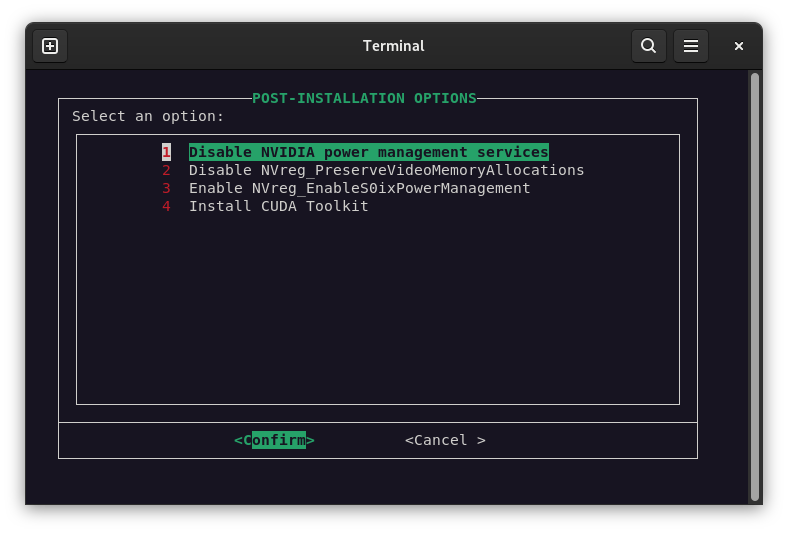 Terminal
POST-INSTALLATION OPTIONS
Select an option:
1 Disable NVIDIA power management services
2 Disable NVreg_PreserveVideoMemoryAllocations
3 Enable NVreg_EnableS0ixPowerManagement
4 Install CUDA Toolkit
<Confirm> <Cancel >